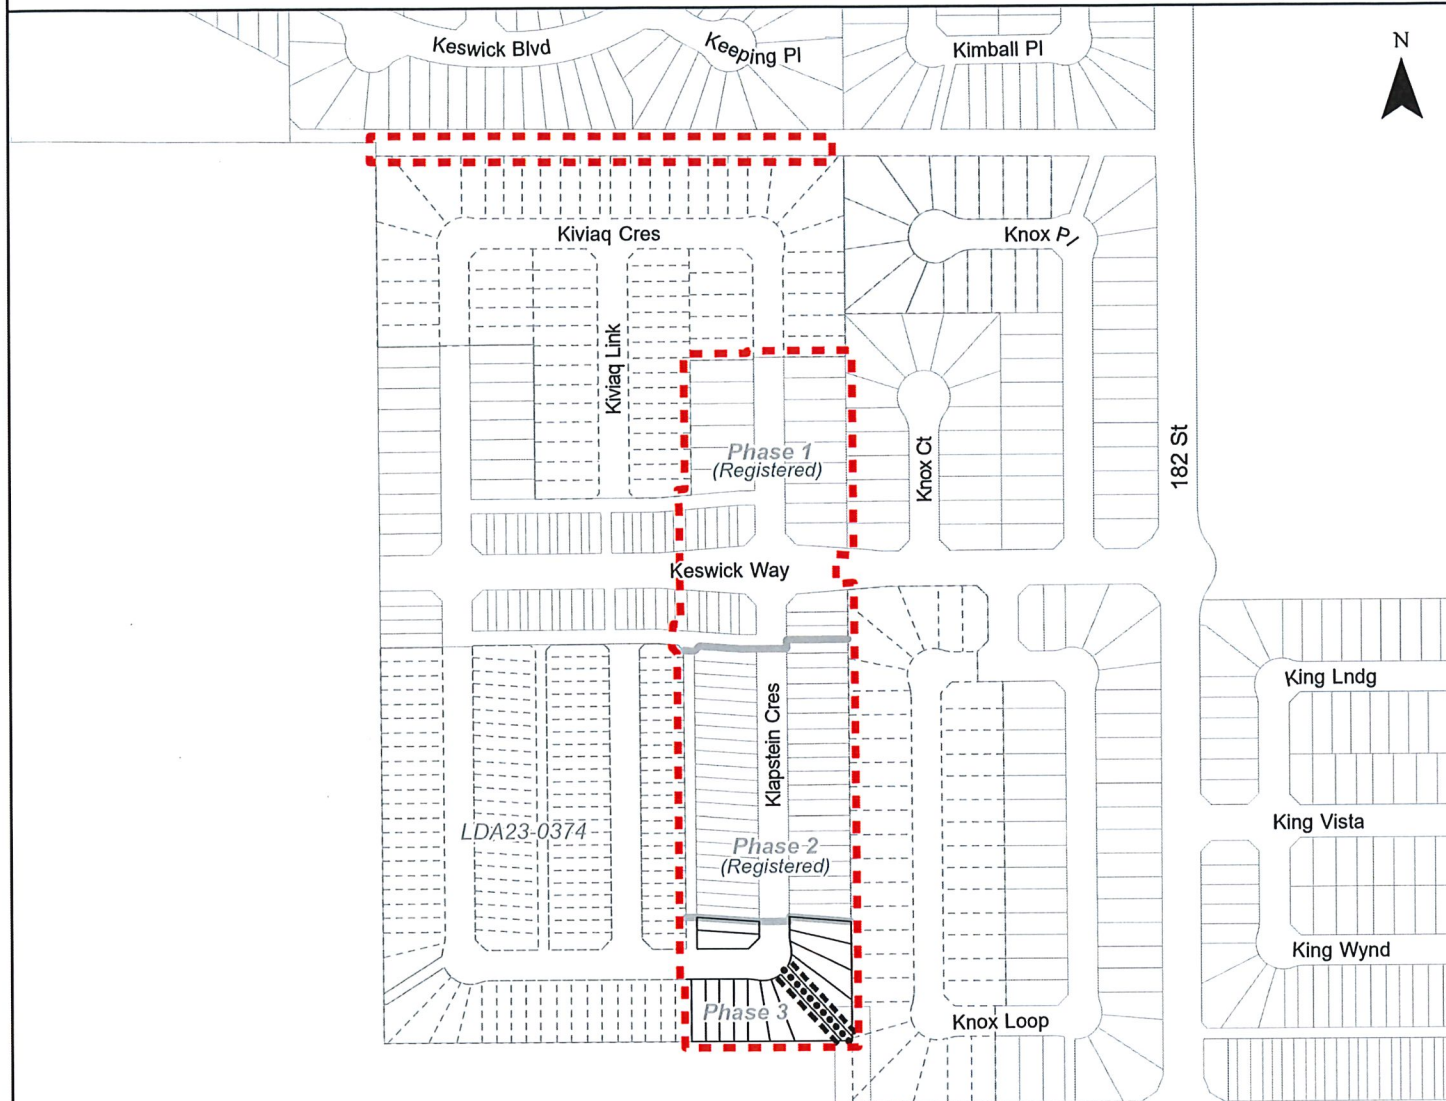 Keswick Blvd
Keeping Pl
Kimball Pl
N
Kiviaq Cres
Knox Pl
Kiviaq Link
Phase 1
(Registered)
Knox Ct
182 St
Keswick Way
King Lndg
Klapstein Cres
King Vista
LDA23-0374
Phase 2
(Registered)
King Wynd
Phase 3
Knox Loop